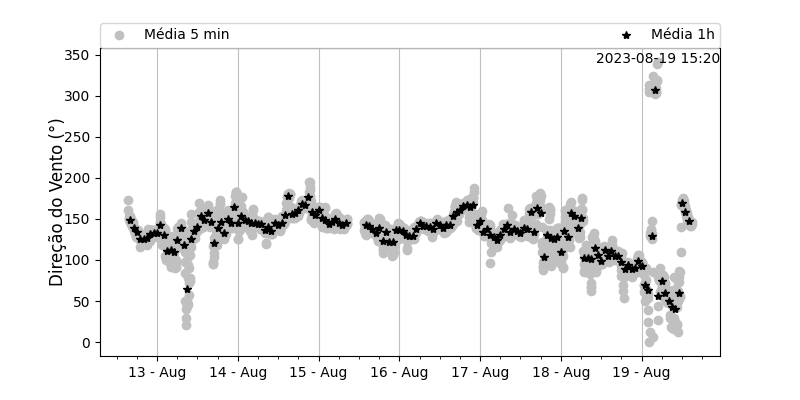 Média 5 min
Média 1h
2023-08-19 15:20
Direção do Vento (°)
350
300
250
200
150
100
50
0
13 - Aug
14 - Aug
15 - Aug
16 - Aug
17 - Aug
18 - Aug
19 - Aug